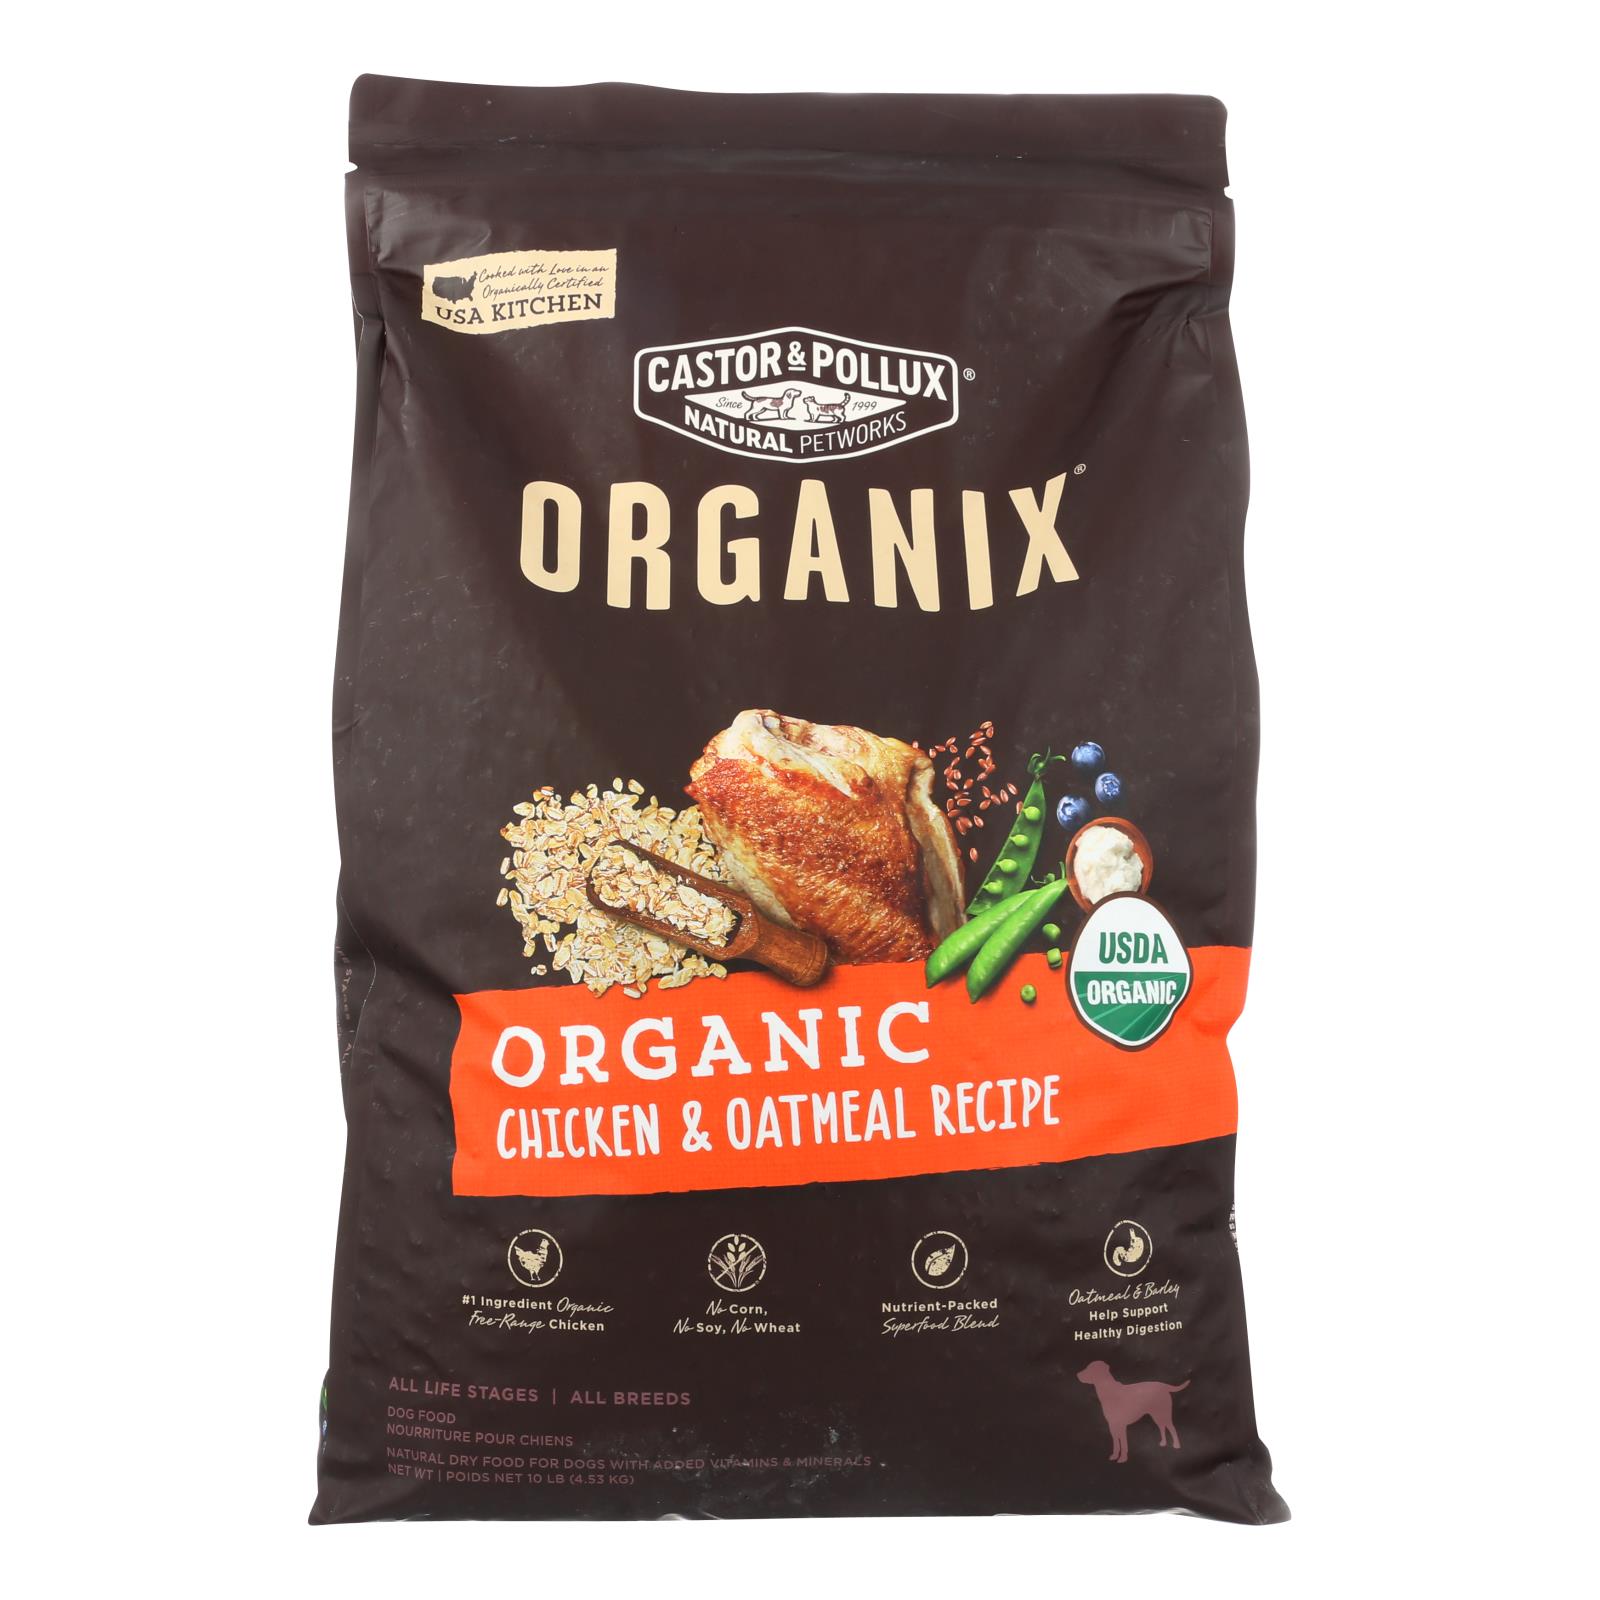 Cooked with Love in an
Organically Certified
USA KITCHEN
CASTOR & POLLUX®
Since 1999
NATURAL PETWORKS
ORGANIX®
USDA
ORGANIC
ORGANIC
CHICKEN & OATMEAL RECIPE
#1 Ingredient Organic
Free-Range Chicken
No Corn,
No Soy, No Wheat
Nutrient-Packed
Superfood Blend
Oatmeal & Barley
Help Support
Healthy Digestion
ALL LIFE STAGES | ALL BREEDS
DOG FOOD
NOURRITURE POUR CHIENS
NATURAL DRY FOOD FOR DOGS WITH ADDED VITAMINS & MINERALS
NET WT | POIDS NET 10 LB (4.53 KG)